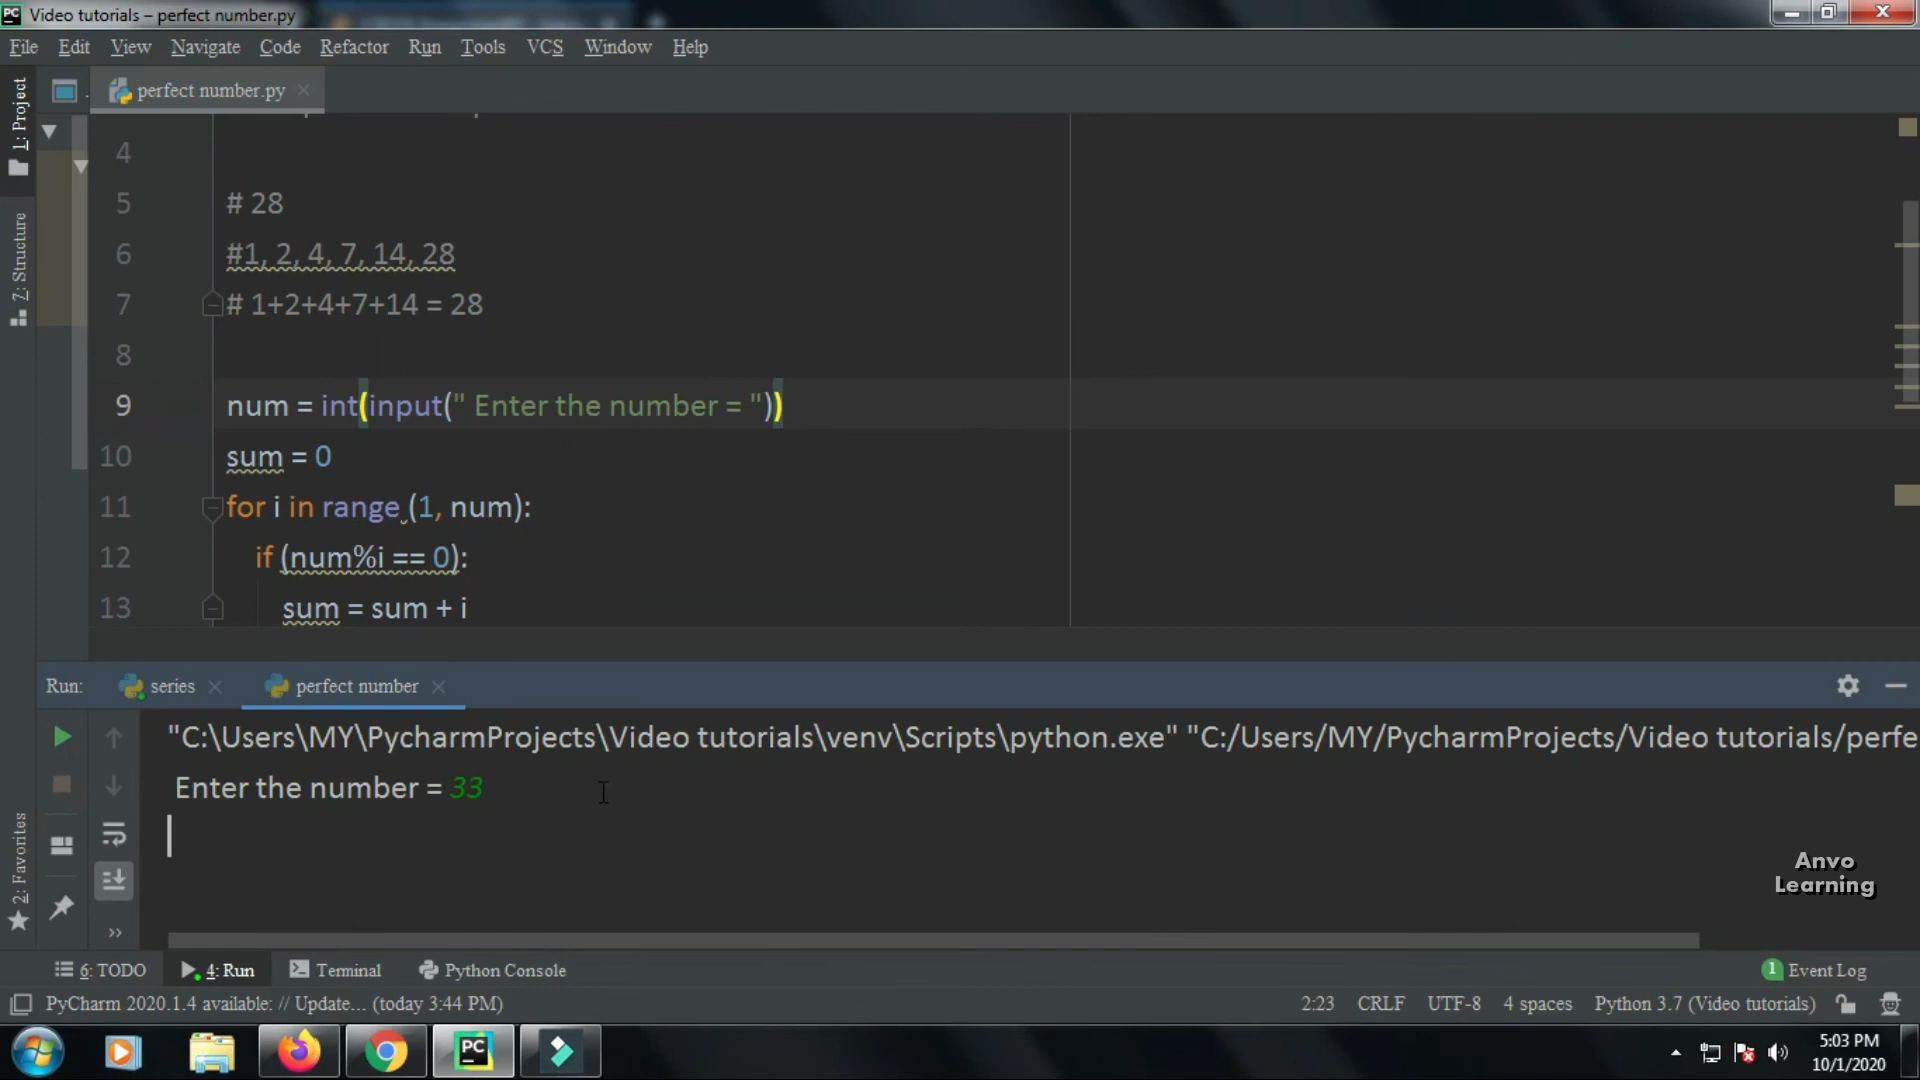 Video tutorials – perfect number.py
File Edit View Navigate Code Refactor Run Tools VCS Window Help
perfect number.py
1: Project
7: Structure
2: Favorites
4
5 # 28
6 #1, 2, 4, 7, 14, 28
7 # 1+2+4+7+14 = 28
8
9 num = int(input(" Enter the number = "))
10 sum = 0
11 for i in range (1, num):
12 if (num%i == 0):
13 sum = sum + i
Run: series perfect number
"C:\Users\MY\PycharmProjects\Video tutorials\venv\Scripts\python.exe" "C:/Users/MY/PycharmProjects/Video tutorials/perfe
Enter the number = 33
Anvo
Learning
6: TODO 4: Run Terminal Python Console 1 Event Log
PyCharm 2020.1.4 available: // Update... (today 3:44 PM) 2:23 CRLF UTF-8 4 spaces Python 3.7 (Video tutorials)
PC
5:03 PM
10/1/2020